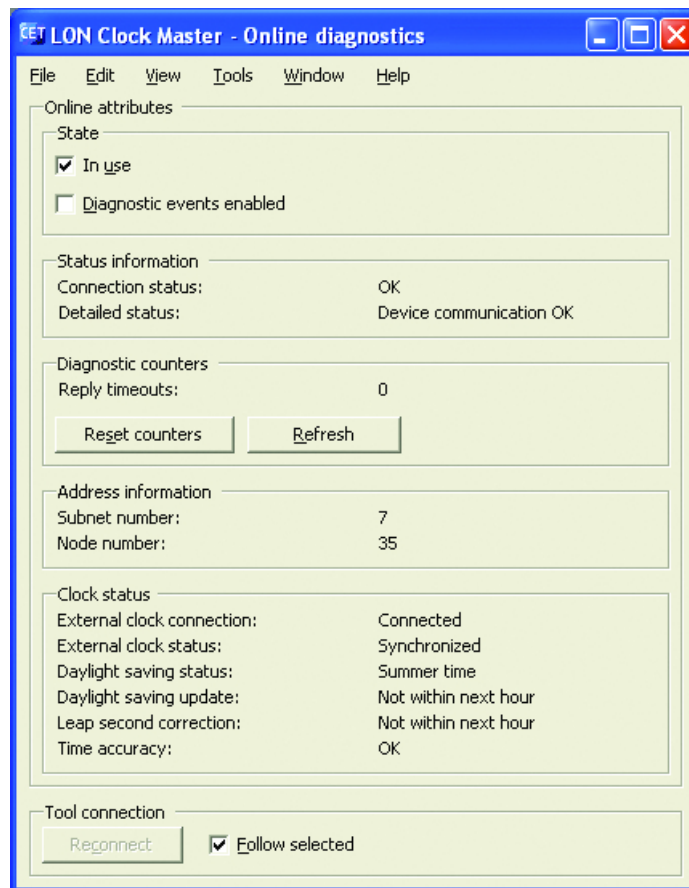 CET LON Clock Master - Online diagnostics
File Edit View Tools Window Help
Online attributes
State
In use
Diagnostic events enabled
Status information
Connection status: OK
Detailed status: Device communication OK
Diagnostic counters
Reply timeouts: 0
Reset counters Refresh
Address information
Subnet number: 7
Node number: 35
Clock status
External clock connection: Connected
External clock status: Synchronized
Daylight saving status: Summer time
Daylight saving update: Not within next hour
Leap second correction: Not within next hour
Time accuracy: OK
Tool connection
Reconnect Follow selected